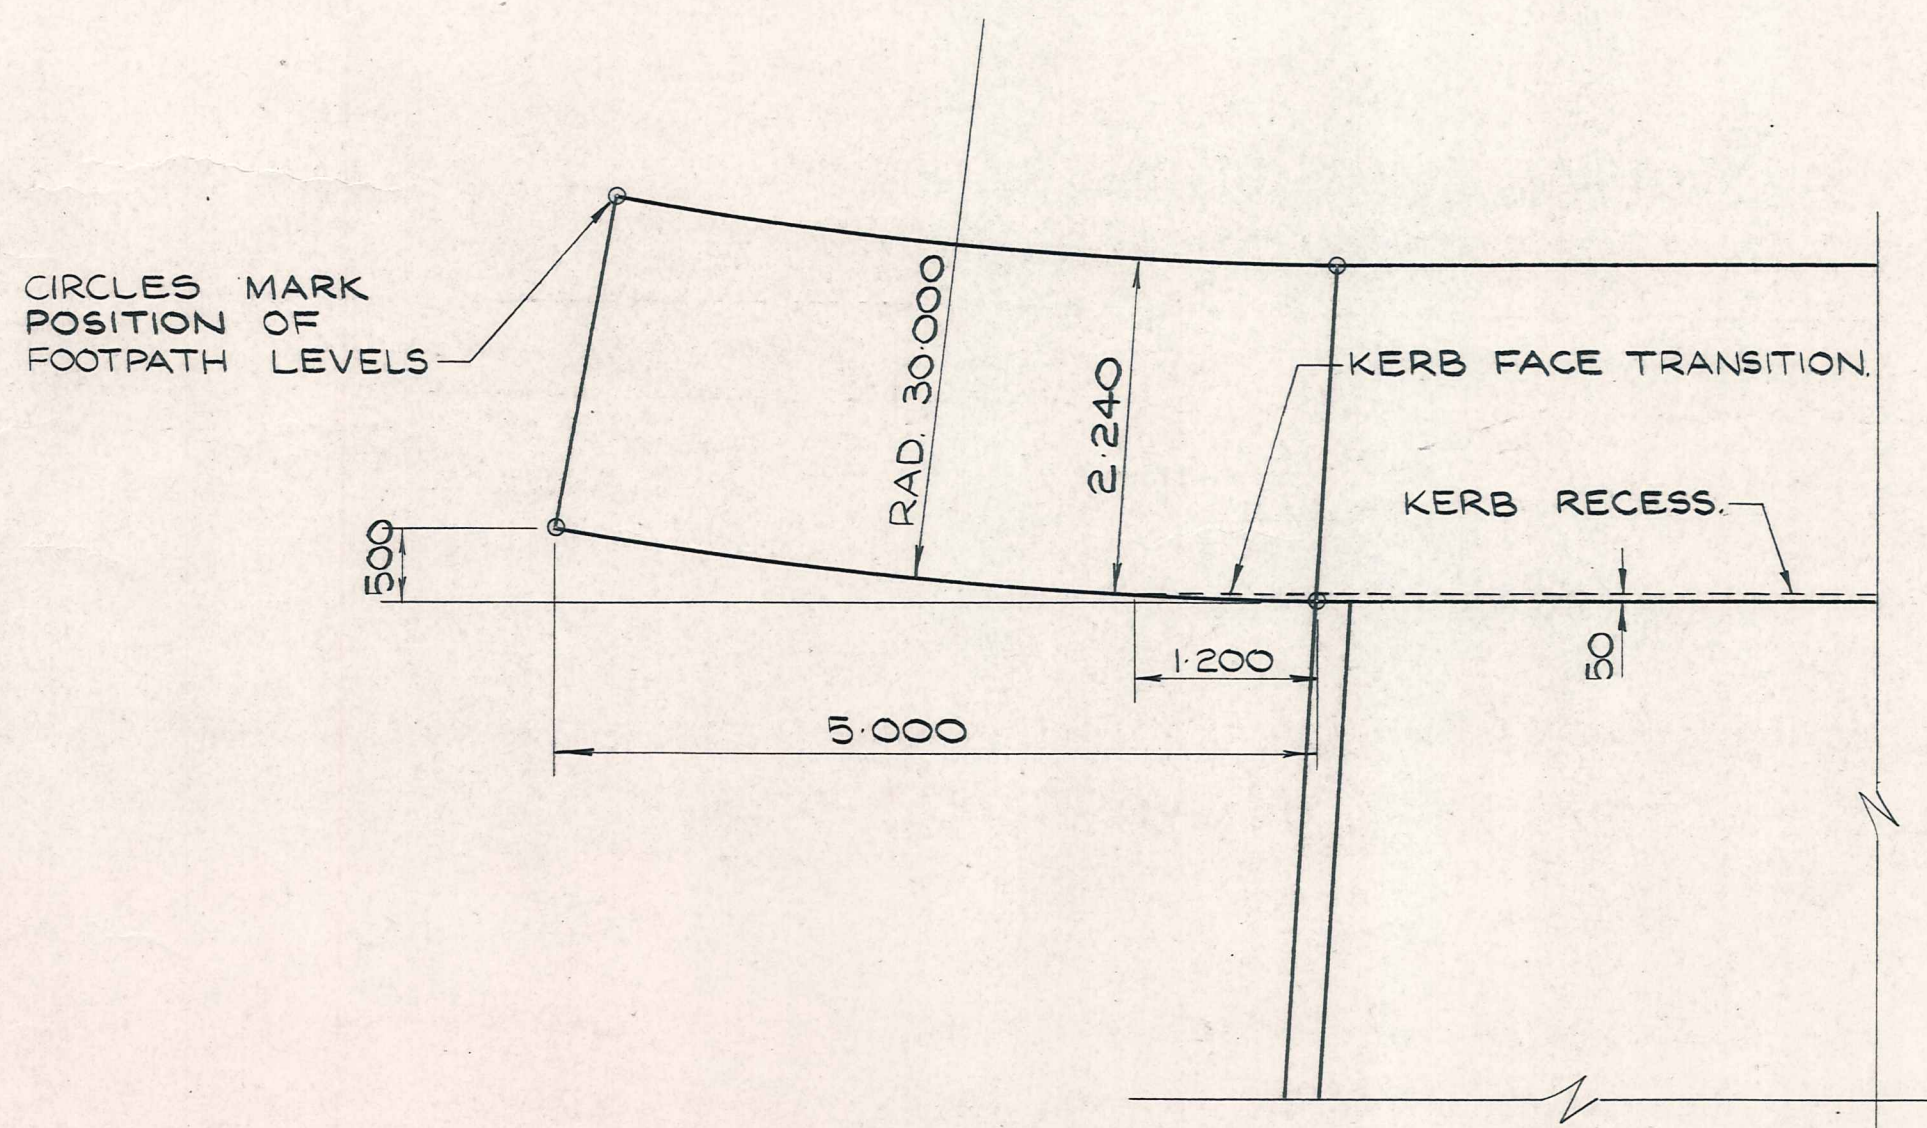 CIRCLES MARK
POSITION OF
FOOTPATH LEVELS
RAD. 30·000
2·240
KERB FACE TRANSITION.
KERB RECESS.
500
1·200
50
5·000